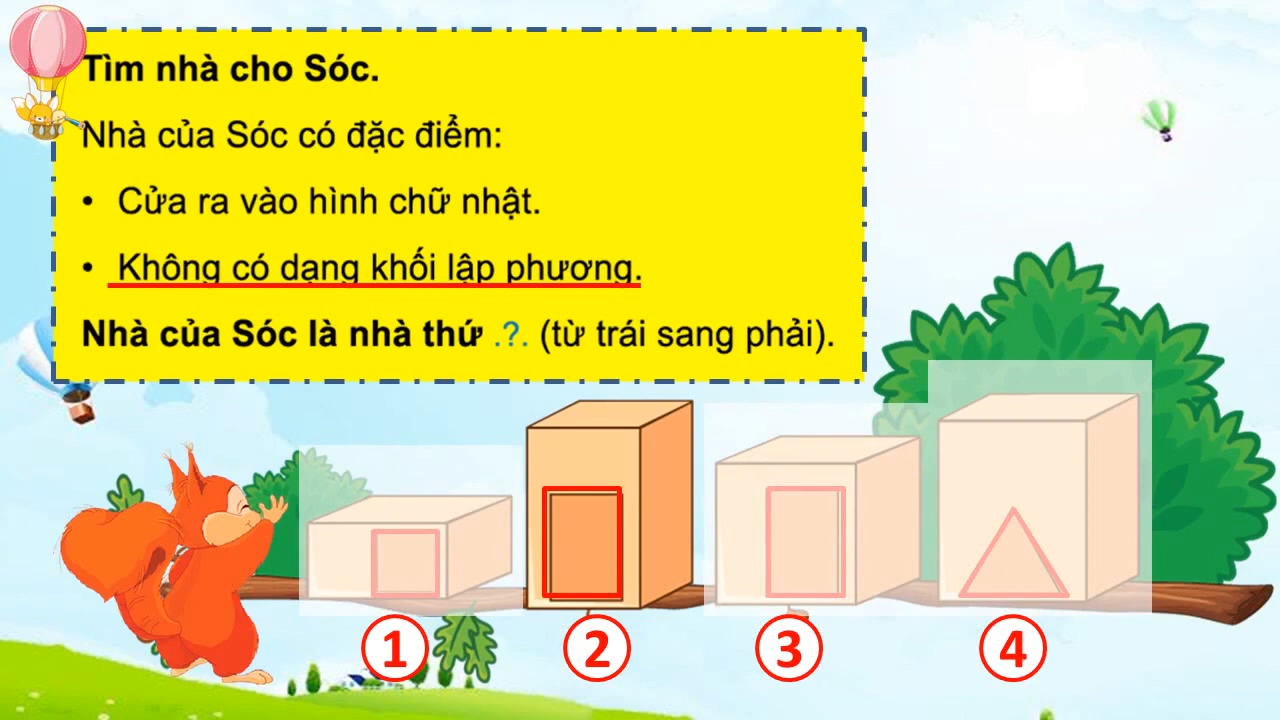 Tìm nhà cho Sóc.
Nhà của Sóc có đặc điểm:
• Cửa ra vào hình chữ nhật.
• Không có dạng khối lập phương.
Nhà của Sóc là nhà thứ .?. (từ trái sang phải).
1 2 3 4